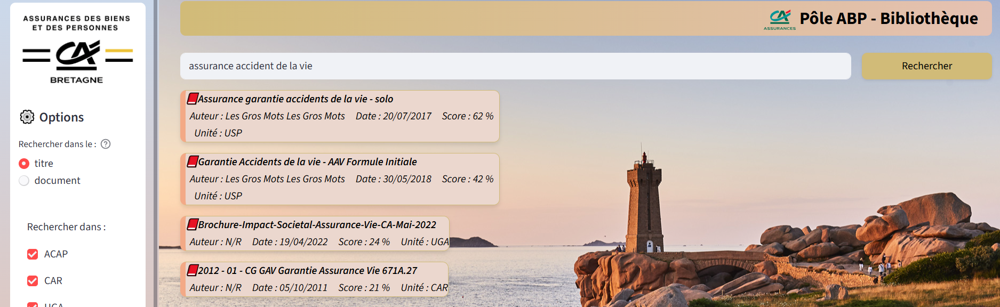 ASSURANCES DES BIENS
ET DES PERSONNES
CA
BRETAGNE
Options
Rechercher dans le :
titre
document
Rechercher dans :
ACAP
CAR
UGA
CA
ASSURANCES
Pôle ABP - Bibliothèque
assurance accident de la vie
Rechercher
Assurance garantie accidents de la vie - solo
Auteur : Les Gros Mots Les Gros Mots Date : 20/07/2017 Score : 62 %
Unité : USP
Garantie Accidents de la vie - AAV Formule Initiale
Auteur : Les Gros Mots Les Gros Mots Date : 30/05/2018 Score : 42 %
Unité : USP
Brochure-Impact-Societal-Assurance-Vie-CA-Mai-2022
Auteur : N/R Date : 19/04/2022 Score : 24 % Unité : UGA
2012 - 01 - CG GAV Garantie Assurance Vie 671A.27
Auteur : N/R Date : 05/10/2011 Score : 21 % Unité : CAR